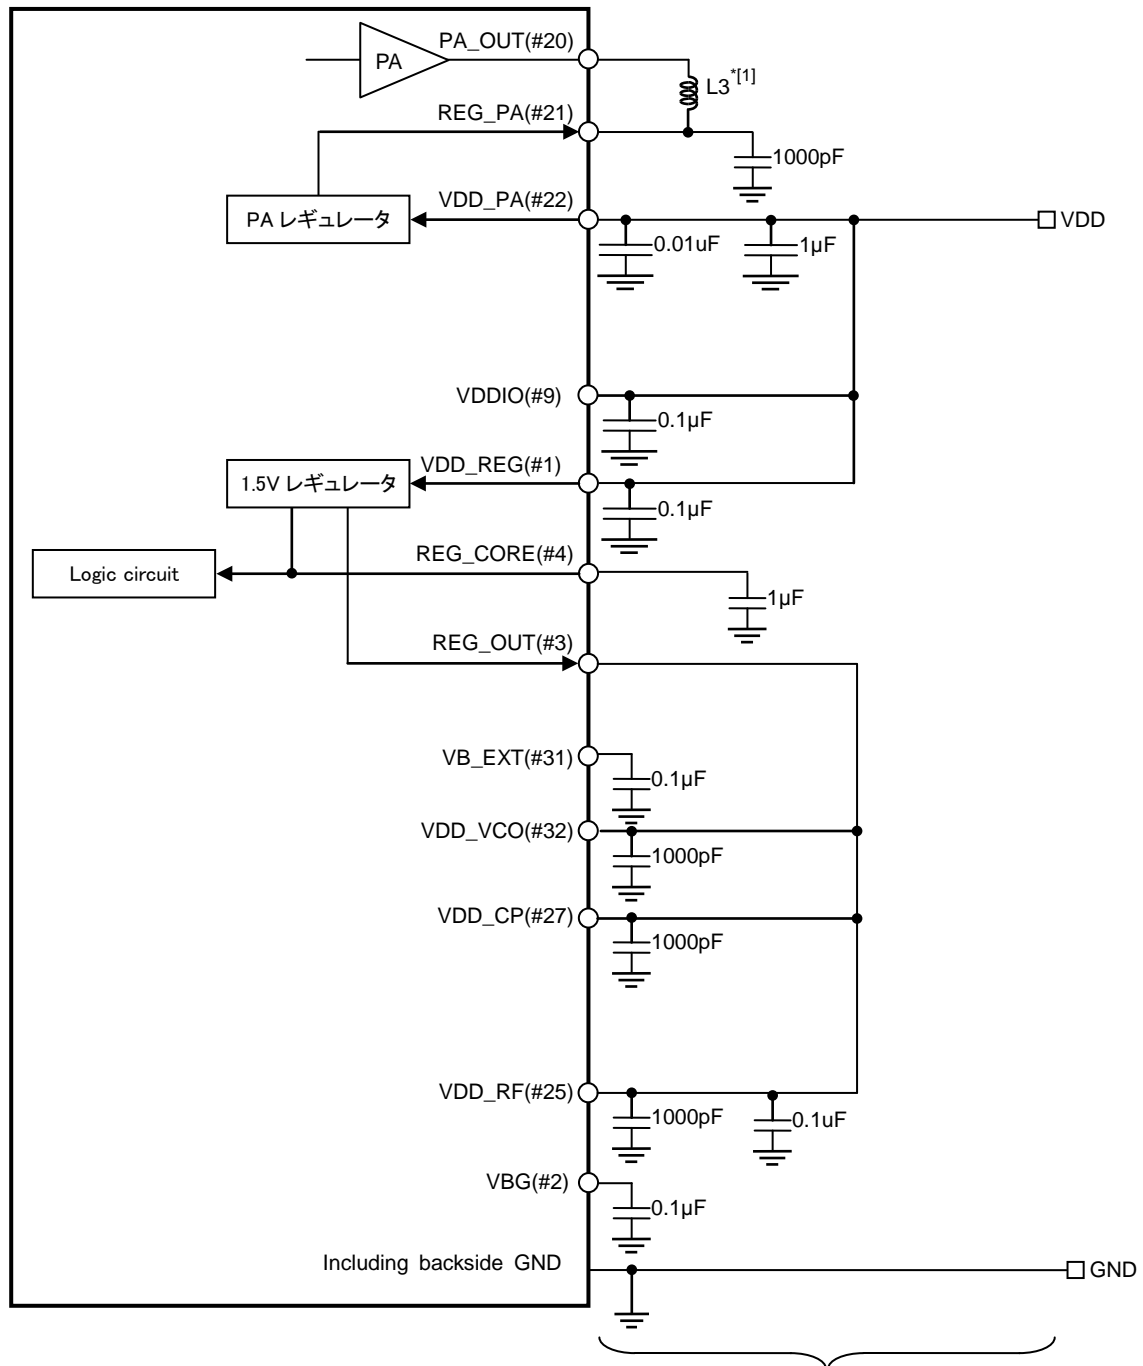 PA_OUT(#20)
PA
L3*[1]
REG_PA(#21)
1000pF
VDD_PA(#22)
PA レギュレータ
VDD
0.01uF
1µF
VDDIO(#9)
0.1µF
VDD_REG(#1)
1.5V レギュレータ
0.1µF
REG_CORE(#4)
Logic circuit
1µF
REG_OUT(#3)
VB_EXT(#31)
0.1µF
VDD_VCO(#32)
1000pF
VDD_CP(#27)
1000pF
VDD_RF(#25)
1000pF
0.1uF
VBG(#2)
0.1µF
Including backside GND
GND